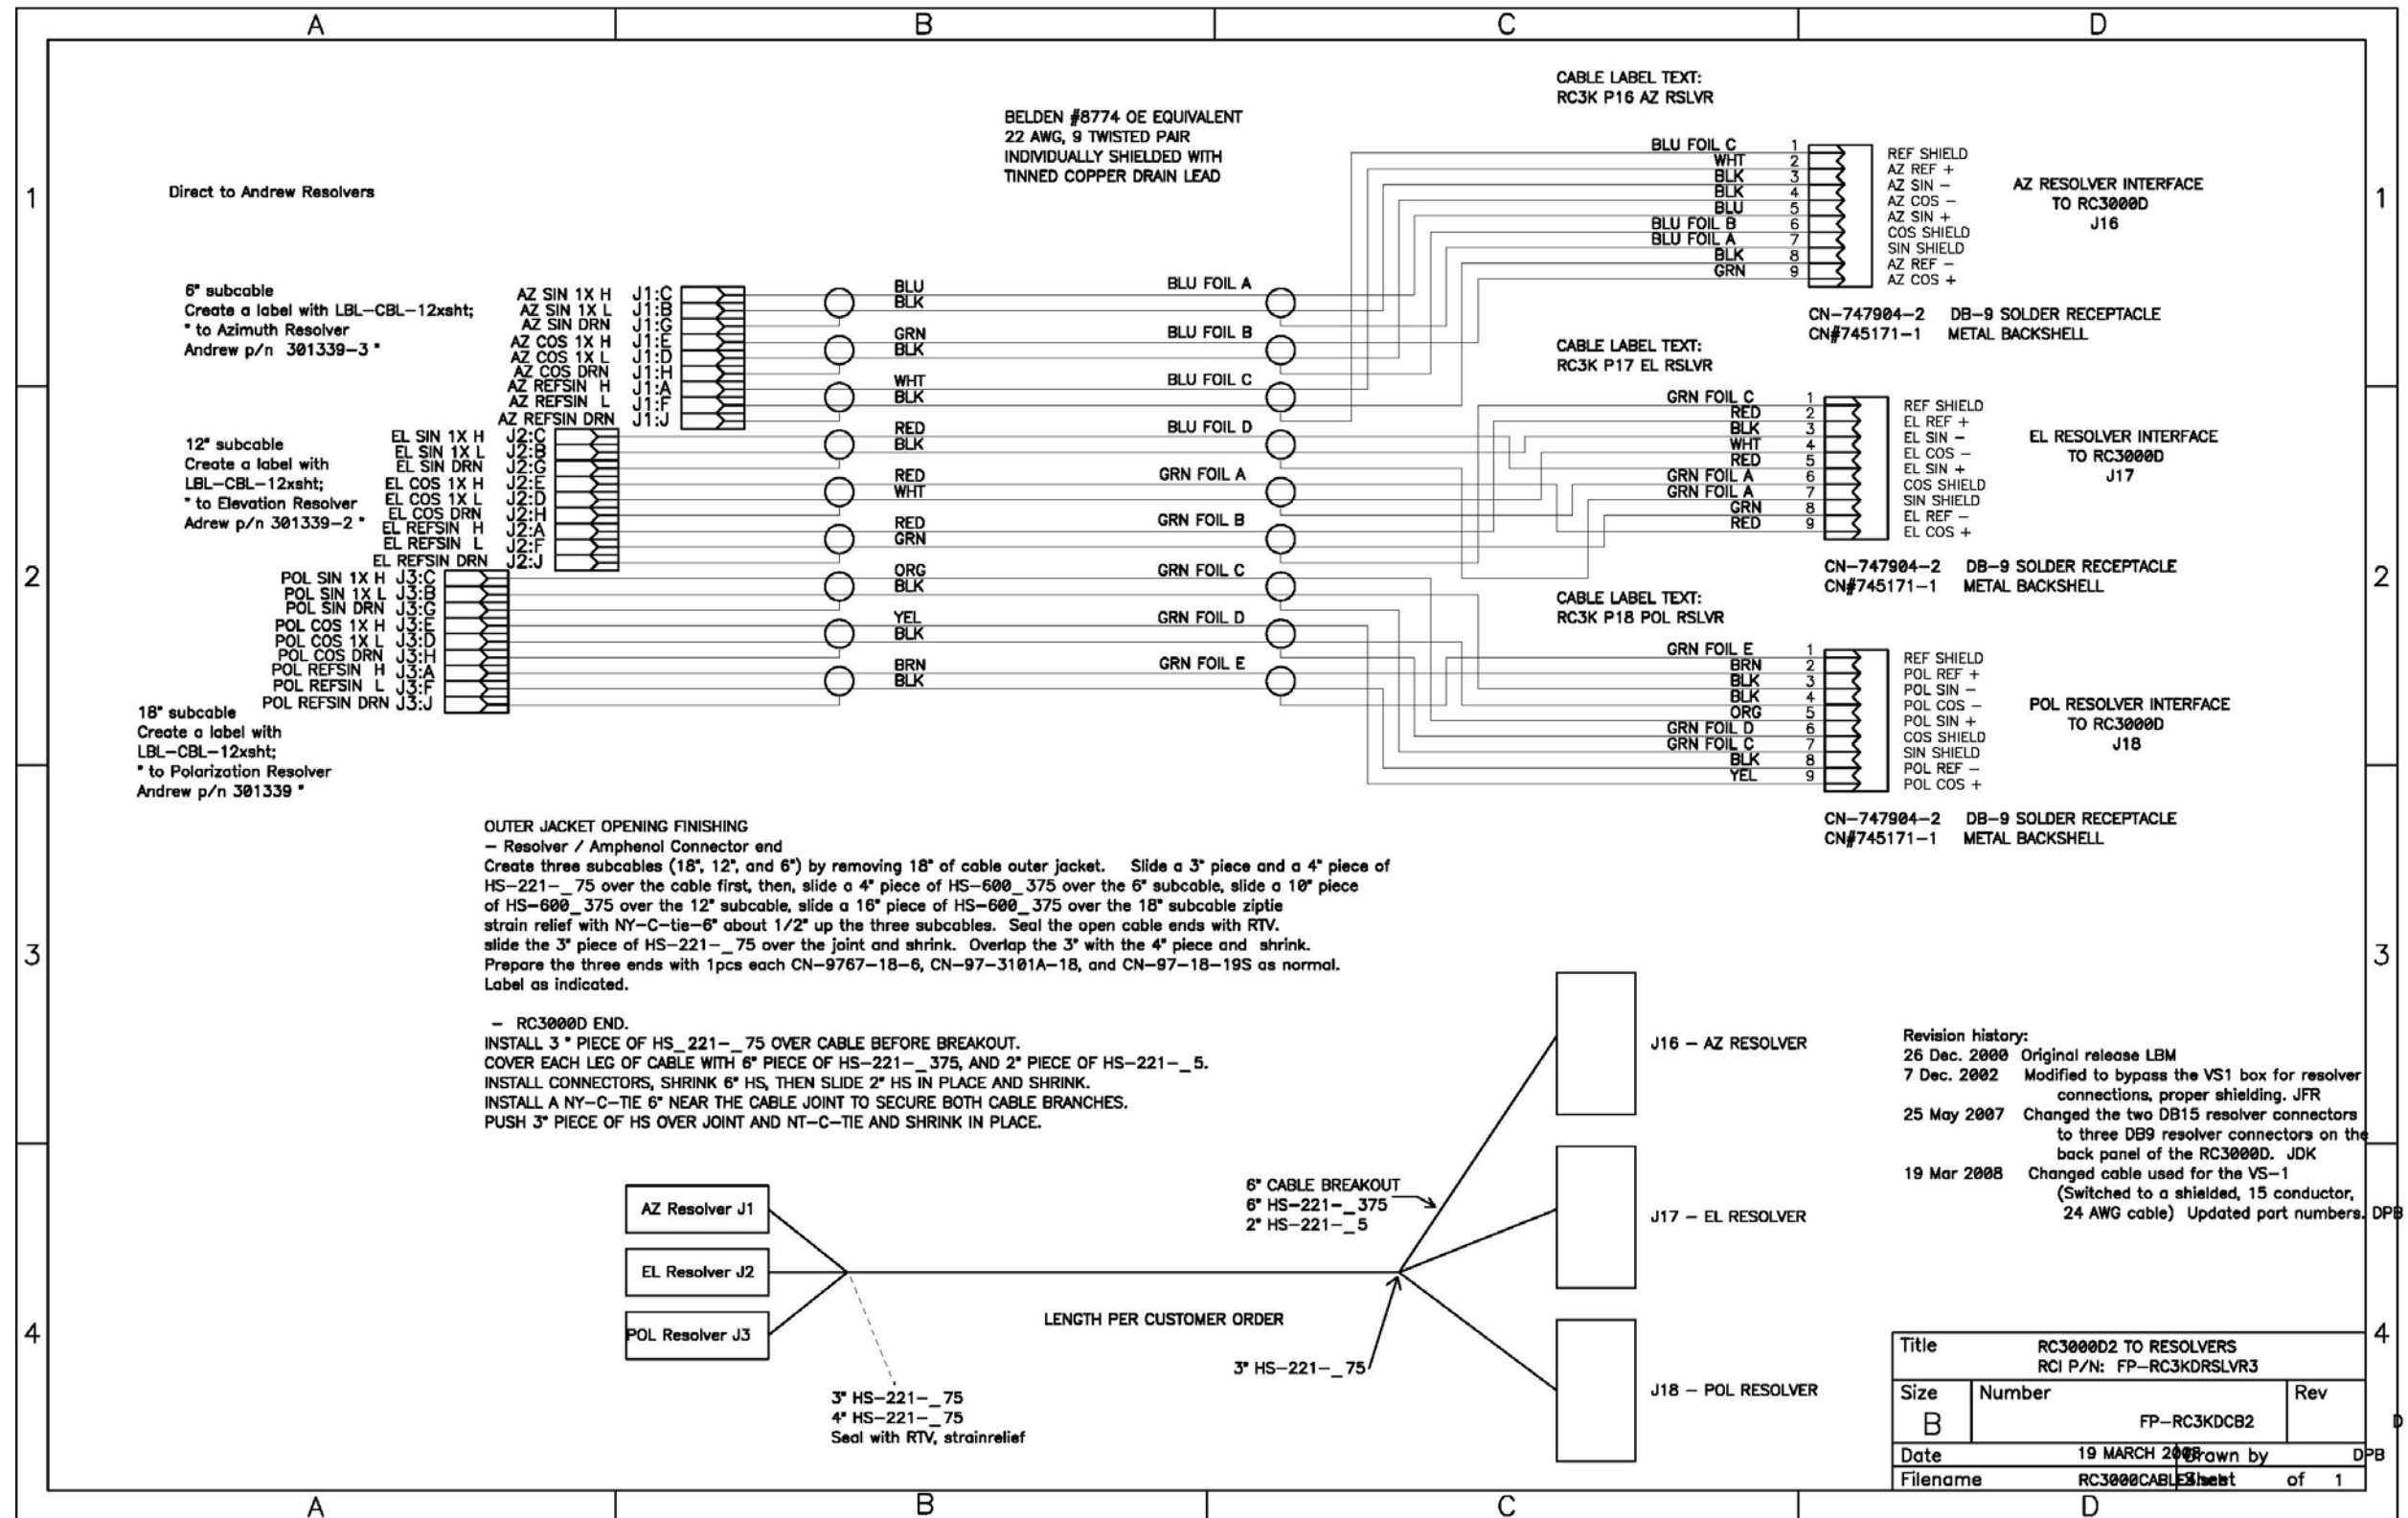 A
B
C
D
1
1
CABLE LABEL TEXT:
RC3K P16 AZ RSLVR
BELDEN #8774 OE EQUIVALENT
22 AWG, 9 TWISTED PAIR
INDIVIDUALLY SHIELDED WITH
TINNED COPPER DRAIN LEAD
Direct to Andrew Resolvers
BLU FOIL C 1 REF SHIELD
WHT 2 AZ REF +
BLK 3 AZ SIN −
BLK 4 AZ COS −
BLU 5 AZ SIN +
BLU FOIL B 6 COS SHIELD
BLU FOIL A 7 SIN SHIELD
BLK 8 AZ REF −
GRN 9 AZ COS +
AZ RESOLVER INTERFACE
TO RC3000D
J16
CN−747904−2 DB−9 SOLDER RECEPTACLE
CN#745171−1 METAL BACKSHELL
6" subcable
Create a label with LBL−CBL−12xsht;
" to Azimuth Resolver
Andrew p/n 301339−3 "
AZ SIN 1X H J1:C
AZ SIN 1X L J1:B
AZ SIN DRN J1:G
AZ COS 1X H J1:E
AZ COS 1X L J1:D
AZ COS DRN J1:H
AZ REFSIN H J1:A
AZ REFSIN L J1:F
AZ REFSIN DRN J1:J
BLU BLU FOIL A
BLK
GRN BLU FOIL B
BLK
WHT BLU FOIL C
BLK
RED BLU FOIL D
BLK
RED GRN FOIL A
WHT
RED GRN FOIL B
GRN
ORG GRN FOIL C
BLK
YEL GRN FOIL D
BLK
BRN GRN FOIL E
BLK
CABLE LABEL TEXT:
RC3K P17 EL RSLVR
GRN FOIL C 1 REF SHIELD
RED 2 EL REF +
BLK 3 EL SIN −
WHT 4 EL COS −
RED 5 EL SIN +
GRN FOIL A 6 COS SHIELD
GRN FOIL A 7 SIN SHIELD
GRN 8 EL REF −
RED 9 EL COS +
EL RESOLVER INTERFACE
TO RC3000D
J17
CN−747904−2 DB−9 SOLDER RECEPTACLE
CN#745171−1 METAL BACKSHELL
12" subcable
Create a label with
LBL−CBL−12xsht;
" to Elevation Resolver
Adrew p/n 301339−2 "
EL SIN 1X H J2:C
EL SIN 1X L J2:B
EL SIN DRN J2:G
EL COS 1X H J2:E
EL COS 1X L J2:D
EL COS DRN J2:H
EL REFSIN H J2:A
EL REFSIN L J2:F
EL REFSIN DRN J2:J
2
2
POL SIN 1X H J3:C
POL SIN 1X L J3:B
POL SIN DRN J3:G
POL COS 1X H J3:E
POL COS 1X L J3:D
POL COS DRN J3:H
POL REFSIN H J3:A
POL REFSIN L J3:F
POL REFSIN DRN J3:J
18" subcable
Create a label with
LBL−CBL−12xsht;
" to Polarization Resolver
Andrew p/n 301339 "
CABLE LABEL TEXT:
RC3K P18 POL RSLVR
GRN FOIL E 1 REF SHIELD
BRN 2 POL REF +
BLK 3 POL SIN −
BLK 4 POL COS −
ORG 5 POL SIN +
GRN FOIL D 6 COS SHIELD
GRN FOIL C 7 SIN SHIELD
BLK 8 POL REF −
YEL 9 POL COS +
POL RESOLVER INTERFACE
TO RC3000D
J18
CN−747904−2 DB−9 SOLDER RECEPTACLE
CN#745171−1 METAL BACKSHELL
OUTER JACKET OPENING FINISHING
− Resolver / Amphenol Connector end
Create three subcables (18", 12", and 6") by removing 18" of cable outer jacket. Slide a 3" piece and a 4" piece of
HS−221−_75 over the cable first, then, slide a 4" piece of HS−600_375 over the 6" subcable, slide a 10" piece
of HS−600_375 over the 12" subcable, slide a 16" piece of HS−600_375 over the 18" subcable ziptie
strain relief with NY−C−tie−6" about 1/2" up the three subcables. Seal the open cable ends with RTV.
slide the 3" piece of HS−221−_75 over the joint and shrink. Overlap the 3" with the 4" piece and shrink.
Prepare the three ends with 1pcs each CN−9767−18−6, CN−97−3101A−18, and CN−97−18−19S as normal.
Label as indicated.
3
3
− RC3000D END.
INSTALL 3 " PIECE OF HS_221−_75 OVER CABLE BEFORE BREAKOUT.
COVER EACH LEG OF CABLE WITH 6" PIECE OF HS−221−_375, AND 2" PIECE OF HS−221−_5.
INSTALL CONNECTORS, SHRINK 6" HS, THEN SLIDE 2" HS IN PLACE AND SHRINK.
INSTALL A NY−C−TIE 6" NEAR THE CABLE JOINT TO SECURE BOTH CABLE BRANCHES.
PUSH 3" PIECE OF HS OVER JOINT AND NT−C−TIE AND SHRINK IN PLACE.
J16 − AZ RESOLVER
J17 − EL RESOLVER
J18 − POL RESOLVER
Revision history:
26 Dec. 2000 Original release LBM
7 Dec. 2002 Modified to bypass the VS1 box for resolver
connections, proper shielding. JFR
25 May 2007 Changed the two DB15 resolver connectors
to three DB9 resolver connectors on the
back panel of the RC3000D. JDK
19 Mar 2008 Changed cable used for the VS−1
(Switched to a shielded, 15 conductor,
24 AWG cable) Updated part numbers. DPB
AZ Resolver J1
EL Resolver J2
POL Resolver J3
6" CABLE BREAKOUT
6" HS−221−_375
2" HS−221−_5
LENGTH PER CUSTOMER ORDER
3" HS−221−_75
3" HS−221−_75
4" HS−221−_75
Seal with RTV, strainrelief
4
4
Title RC3000D2 TO RESOLVERS
RCI P/N: FP−RC3KDRSLVR3
Size Number Rev
B FP−RC3KDCB2 D
Date 19 MARCH 2008 Drawn by DPB
Filename Sheet of 1
A
B
C
D